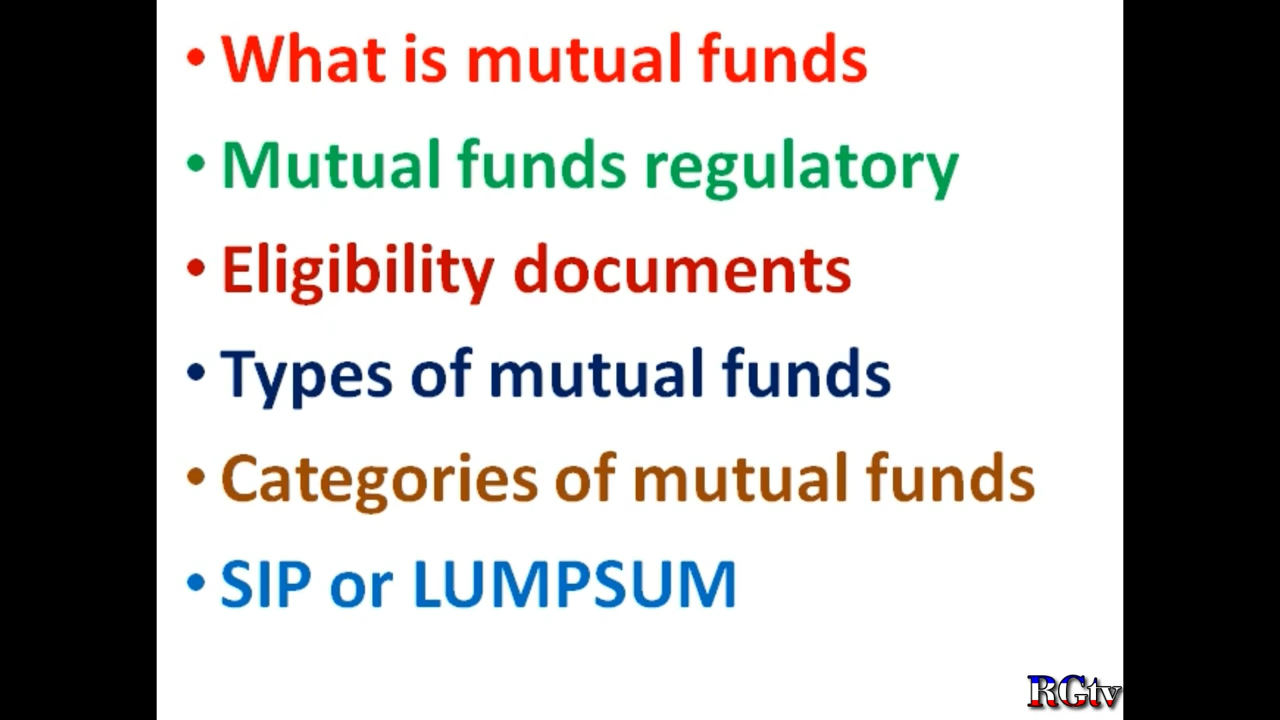 • What is mutual funds
• Mutual funds regulatory
• Eligibility documents
• Types of mutual funds
• Categories of mutual funds
• SIP or LUMPSUM
RGtv